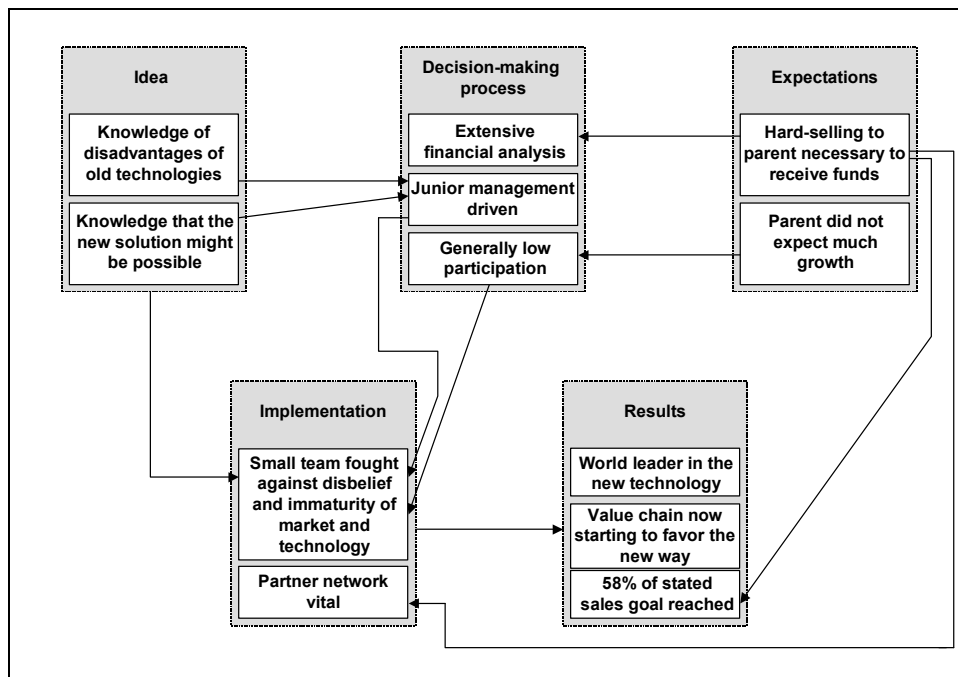 Idea
Knowledge of
disadvantages of
old technologies
Knowledge that the
new solution might
be possible
Decision-making
process
Extensive
financial analysis
Junior management
driven
Generally low
participation
Expectations
Hard-selling to
parent necessary to
receive funds
Parent did not
expect much
growth
Implementation
Small team fought
against disbelief
and immaturity of
market and
technology
Partner network
vital
Results
World leader in the
new technology
Value chain now
starting to favor the
new way
58% of stated
sales goal reached